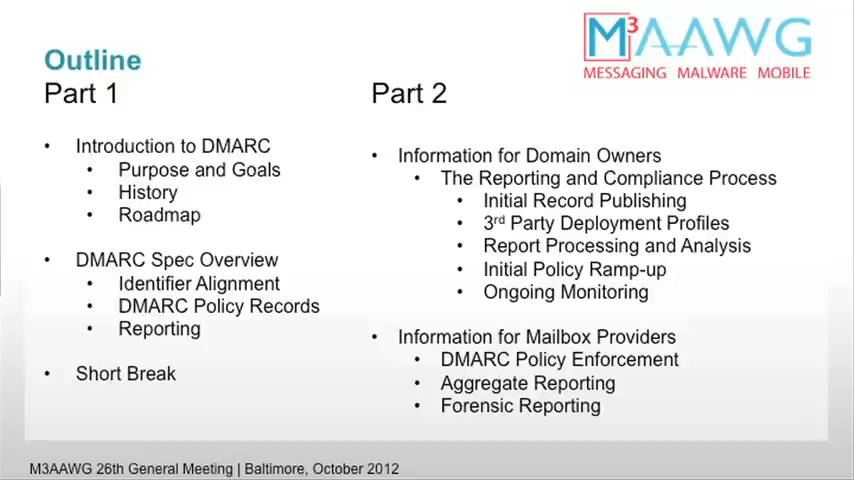 Outline
Part 1
• Introduction to DMARC
• Purpose and Goals
• History
• Roadmap
• DMARC Spec Overview
• Identifier Alignment
• DMARC Policy Records
• Reporting
• Short Break
Part 2
• Information for Domain Owners
• The Reporting and Compliance Process
• Initial Record Publishing
• 3rd Party Deployment Profiles
• Report Processing and Analysis
• Initial Policy Ramp-up
• Ongoing Monitoring
• Information for Mailbox Providers
• DMARC Policy Enforcement
• Aggregate Reporting
• Forensic Reporting
M3AAWG
MESSAGING MALWARE MOBILE
M3AAWG 26th General Meeting | Baltimore, October 2012